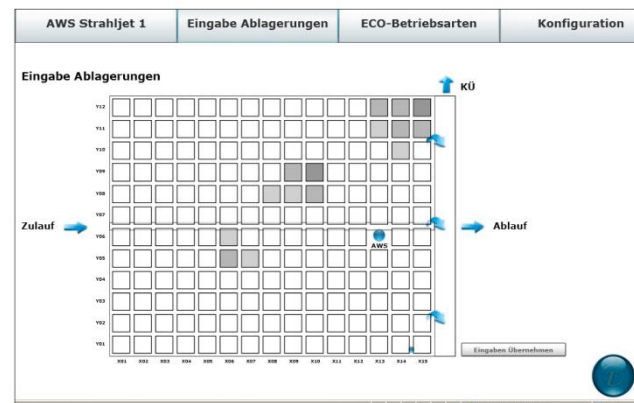 AWS Strahljet 1
Eingabe Ablagerungen
ECO-Betriebsarten
Konfiguration
Eingabe Ablagerungen
KÜ
Y12
Y11
Y10
Y09
Y08
Y07
Zulauf
Ablauf
Y06
AWS
Y05
Y04
Y03
Y02
Y01
Eingaben Übernehmen
X01 X02 X03 X04 X05 X06 X07 X08 X09 X10 X11 X12 X13 X14 X15